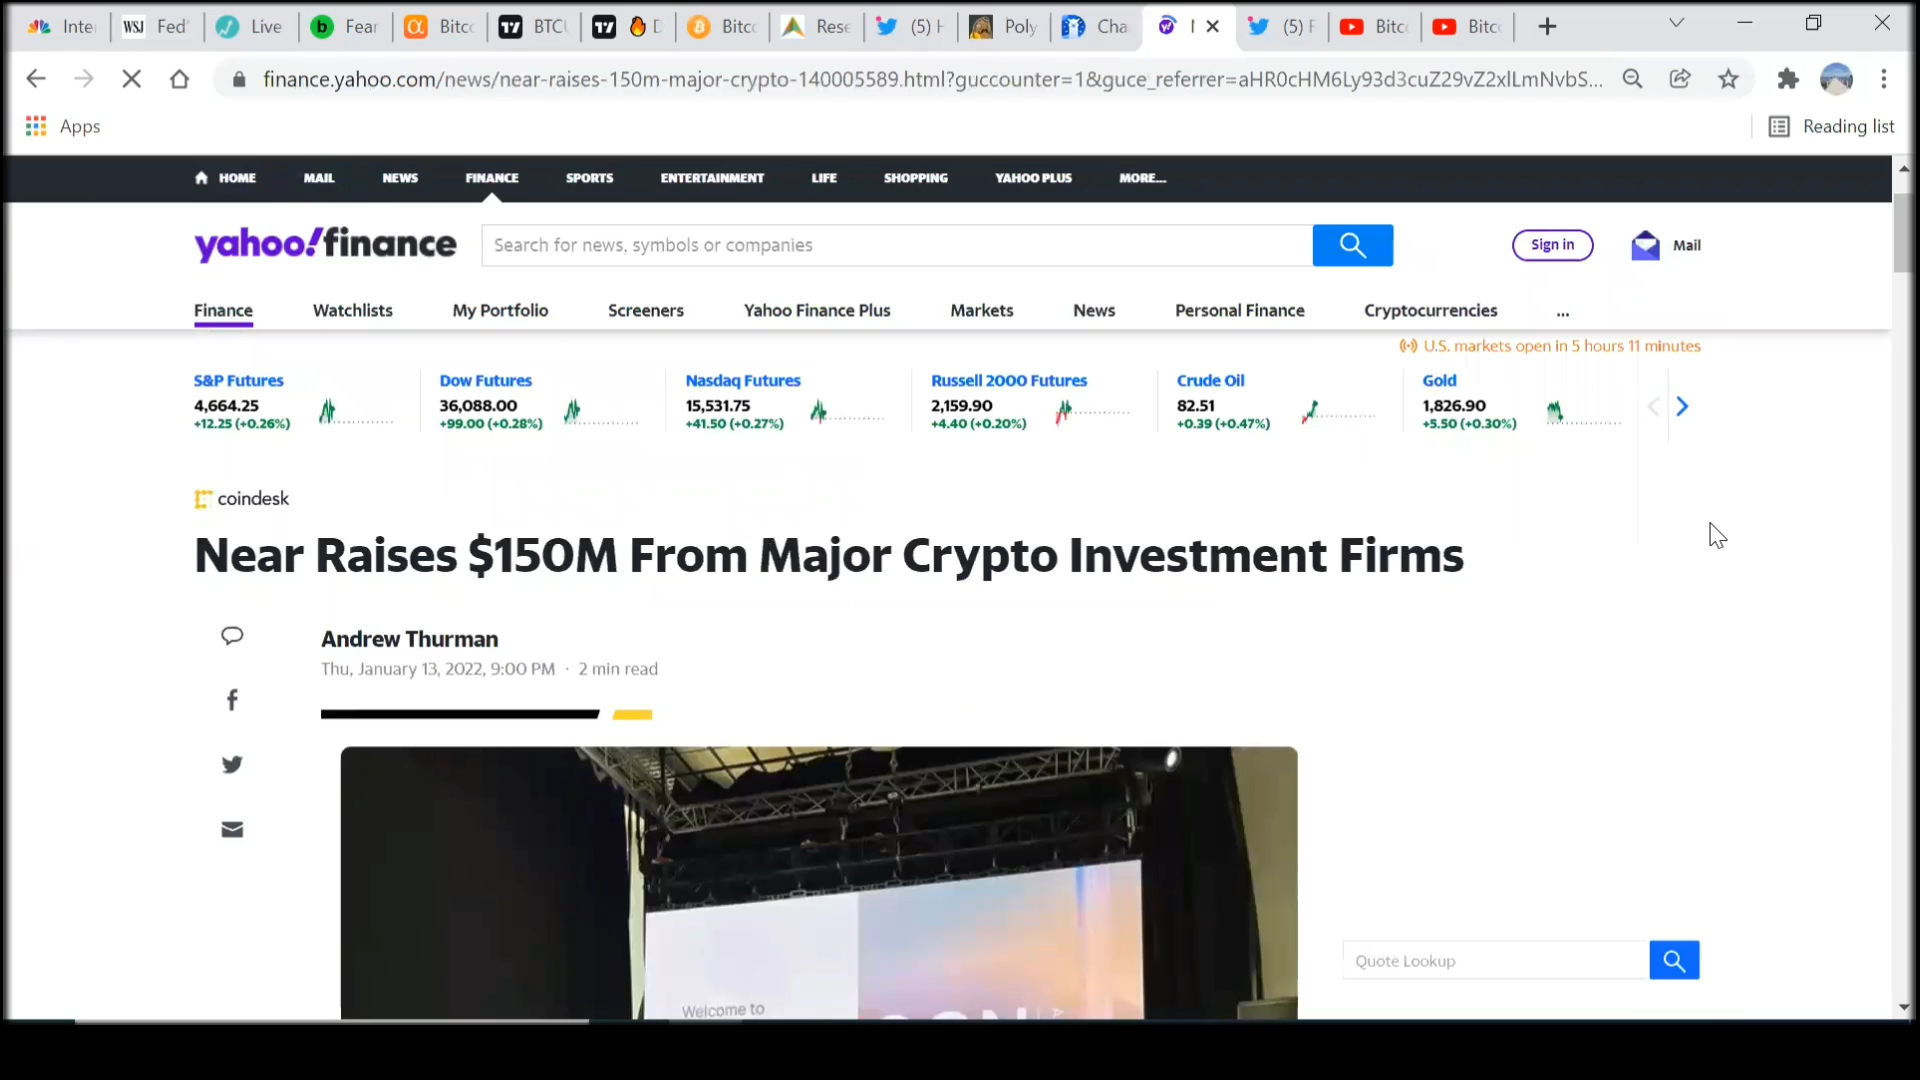 Inte
WSJ Fed'
Live
Fear
Bitco
BTCU
D
Bitco
Rese
(5) H
Poly
Cha
(5) F
Bitc
Bitc
finance.yahoo.com/news/near-raises-150m-major-crypto-140005589.html?guccounter=1&guce_referrer=aHR0cHM6Ly93d3cuZ29vZ2xlLmNvbS...
Apps
Reading list
HOME MAIL NEWS FINANCE SPORTS ENTERTAINMENT LIFE SHOPPING YAHOO PLUS MORE...
yahoo!finance
Search for news, symbols or companies
Sign in
Mail
Finance Watchlists My Portfolio Screeners Yahoo Finance Plus Markets News Personal Finance Cryptocurrencies ...
U.S. markets open in 5 hours 11 minutes
S&P Futures
4,664.25
+12.25 (+0.26%)
Dow Futures
36,088.00
+99.00 (+0.28%)
Nasdaq Futures
15,531.75
+41.50 (+0.27%)
Russell 2000 Futures
2,159.90
+4.40 (+0.20%)
Crude Oil
82.51
+0.39 (+0.47%)
Gold
1,826.90
+5.50 (+0.30%)
coindesk
Near Raises $150M From Major Crypto Investment Firms
Andrew Thurman
Thu, January 13, 2022, 9:00 PM · 2 min read
Welcome to
Quote Lookup